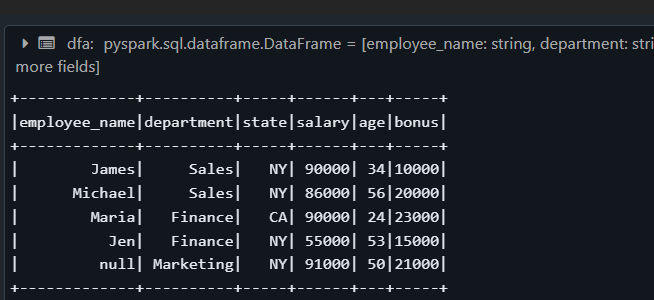 dfa: pyspark.sql.dataframe.DataFrame = [employee_name: string, department:
more fields]
+-------------+----------+-----+------+---+-----+
|employee_name|department|state|salary|age|bonus|
+-------------+----------+-----+------+---+-----+
|        James|     Sales|   NY| 90000| 34|10000|
|      Michael|     Sales|   NY| 86000| 56|20000|
|        Maria|   Finance|   CA| 90000| 24|23000|
|          Jen|   Finance|   NY| 55000| 53|15000|
|         null| Marketing|   NY| 91000| 50|21000|
+-------------+----------+-----+------+---+-----+